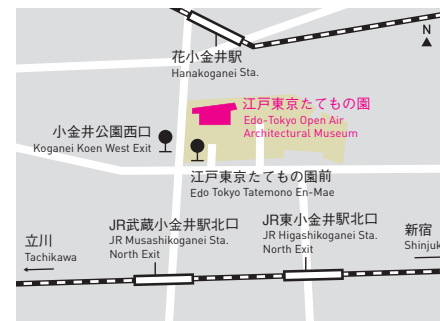 N
花小金井駅
Hanakoganei Sta.
江戸東京たてもの園
Edo-Tokyo Open Air
Architectural Museum
小金井公園西口
Koganei Koen West Exit
江戸東京たてもの園前
Edo Tokyo Tatemono En-Mae
JR武蔵小金井駅北口
JR Musashikoganei Sta.
North Exit
JR東小金井駅北口
JR Higashikoganei Sta.
North Exit
立川
Tachikawa
新宿
Shinjuk